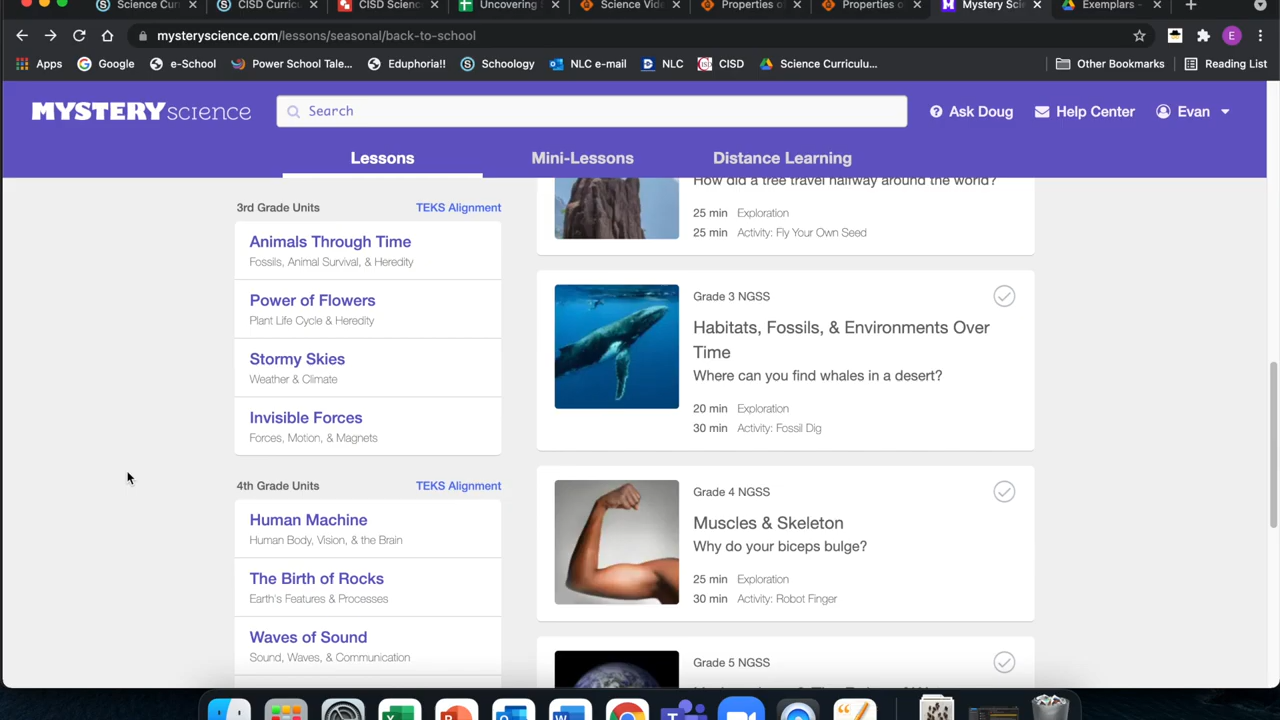 Science Curr
CISD Curricu
CISD Science
Uncovering
Science Vide
Properties o
Properties o
Mystery Scie
Exemplars –
mysteryscience.com/lessons/seasonal/back-to-school
Apps
Google
e-School
Power School Tale...
Eduphoria!!
Schoology
NLC e-mail
NLC
CISD
Science Curriculu...
Other Bookmarks
Reading List
MYSTERYscience
Search
Ask Doug
Help Center
Evan
Lessons
Mini-Lessons
Distance Learning
3rd Grade Units
TEKS Alignment
Animals Through Time
Fossils, Animal Survival, & Heredity
Power of Flowers
Plant Life Cycle & Heredity
Stormy Skies
Weather & Climate
Invisible Forces
Forces, Motion, & Magnets
4th Grade Units
TEKS Alignment
Human Machine
Human Body, Vision, & the Brain
The Birth of Rocks
Earth's Features & Processes
Waves of Sound
Sound, Waves, & Communication
How did a tree travel halfway around the world?
25 min Exploration
25 min Activity: Fly Your Own Seed
Grade 3 NGSS
Habitats, Fossils, & Environments Over
Time
Where can you find whales in a desert?
20 min Exploration
30 min Activity: Fossil Dig
Grade 4 NGSS
Muscles & Skeleton
Why do your biceps bulge?
25 min Exploration
30 min Activity: Robot Finger
Grade 5 NGSS